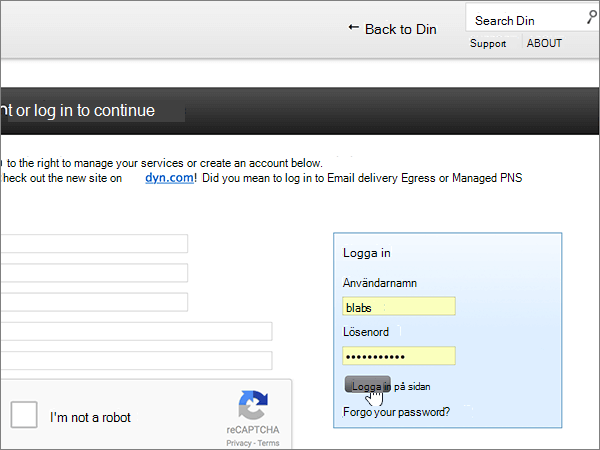 ← Back to Din
Search Din
Support
ABOUT
t or log in to continue
to the right to manage your services or create an account below.
heck out the new site on dyn.com! Did you mean to log in to Email delivery Egress or Managed PNS
Logga in
Användarnamn
blabs
Lösenord
•••••••••••
Logga in på sidan
Forgo your password?
I'm not a robot
reCAPTCHA
Privacy - Terms